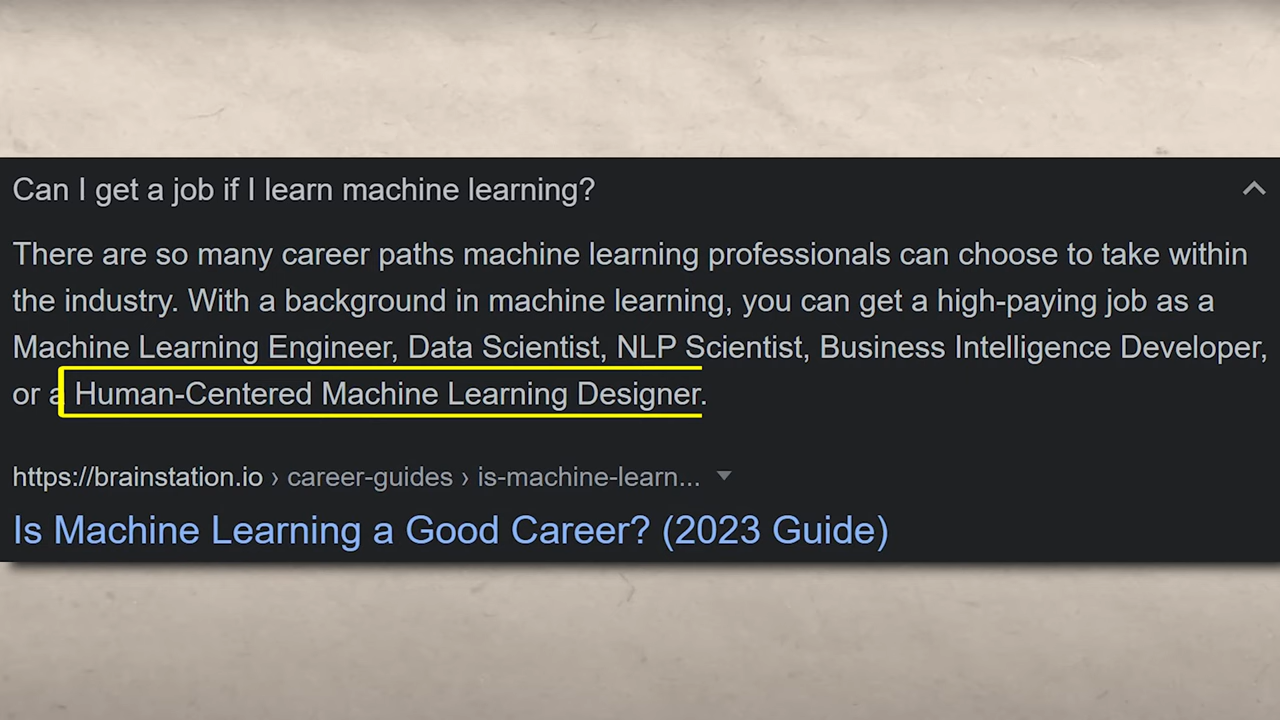 Can I get a job if I learn machine learning?
There are so many career paths machine learning professionals can choose to take within
the industry. With a background in machine learning, you can get a high-paying job as a
Machine Learning Engineer, Data Scientist, NLP Scientist, Business Intelligence Developer,
or a Human-Centered Machine Learning Designer.
https://brainstation.io › career-guides › is-machine-learn...
Is Machine Learning a Good Career? (2023 Guide)